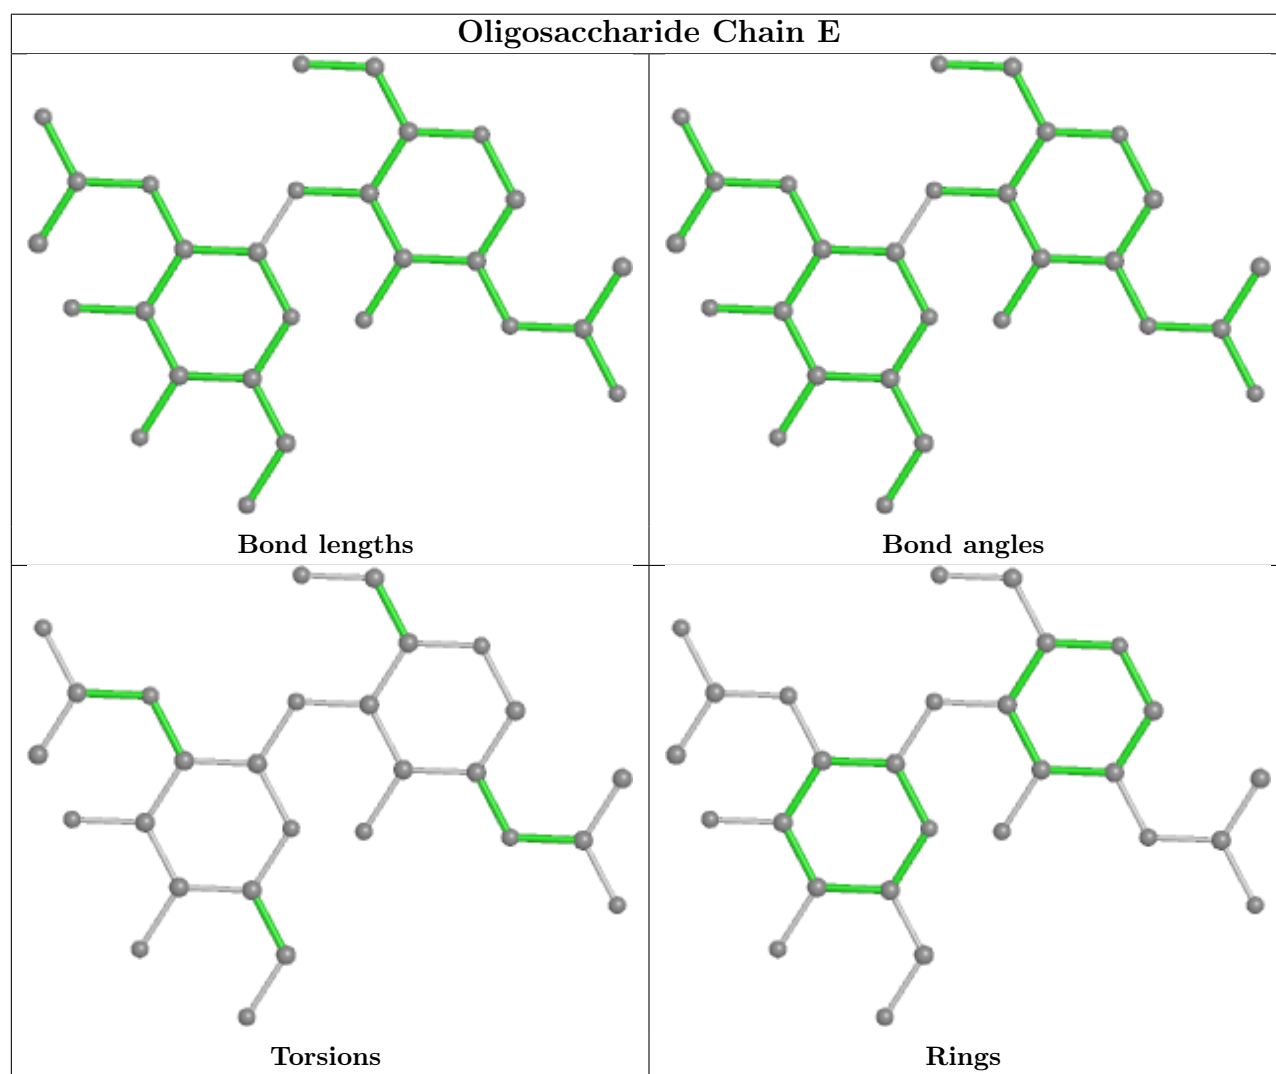 Oligosaccharide Chain E
Bond lengths
Bond angles
Torsions
Rings